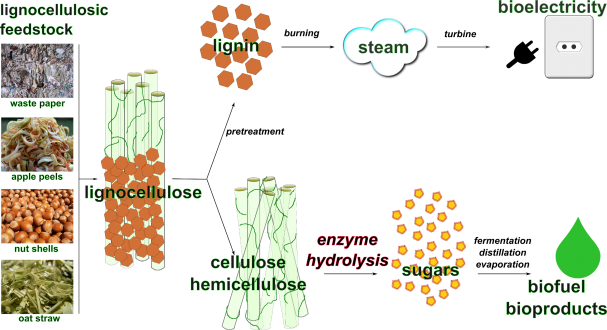 lignocellulosic
feedstock
waste paper
apple peels
nut shells
oat straw
lignocellulose
pretreatment
lignin
burning
steam
turbine
bioelectricity
cellulose
hemicellulose
enzyme
hydrolysis
sugars
fermentation
distillation
evaporation
biofuel
bioproducts